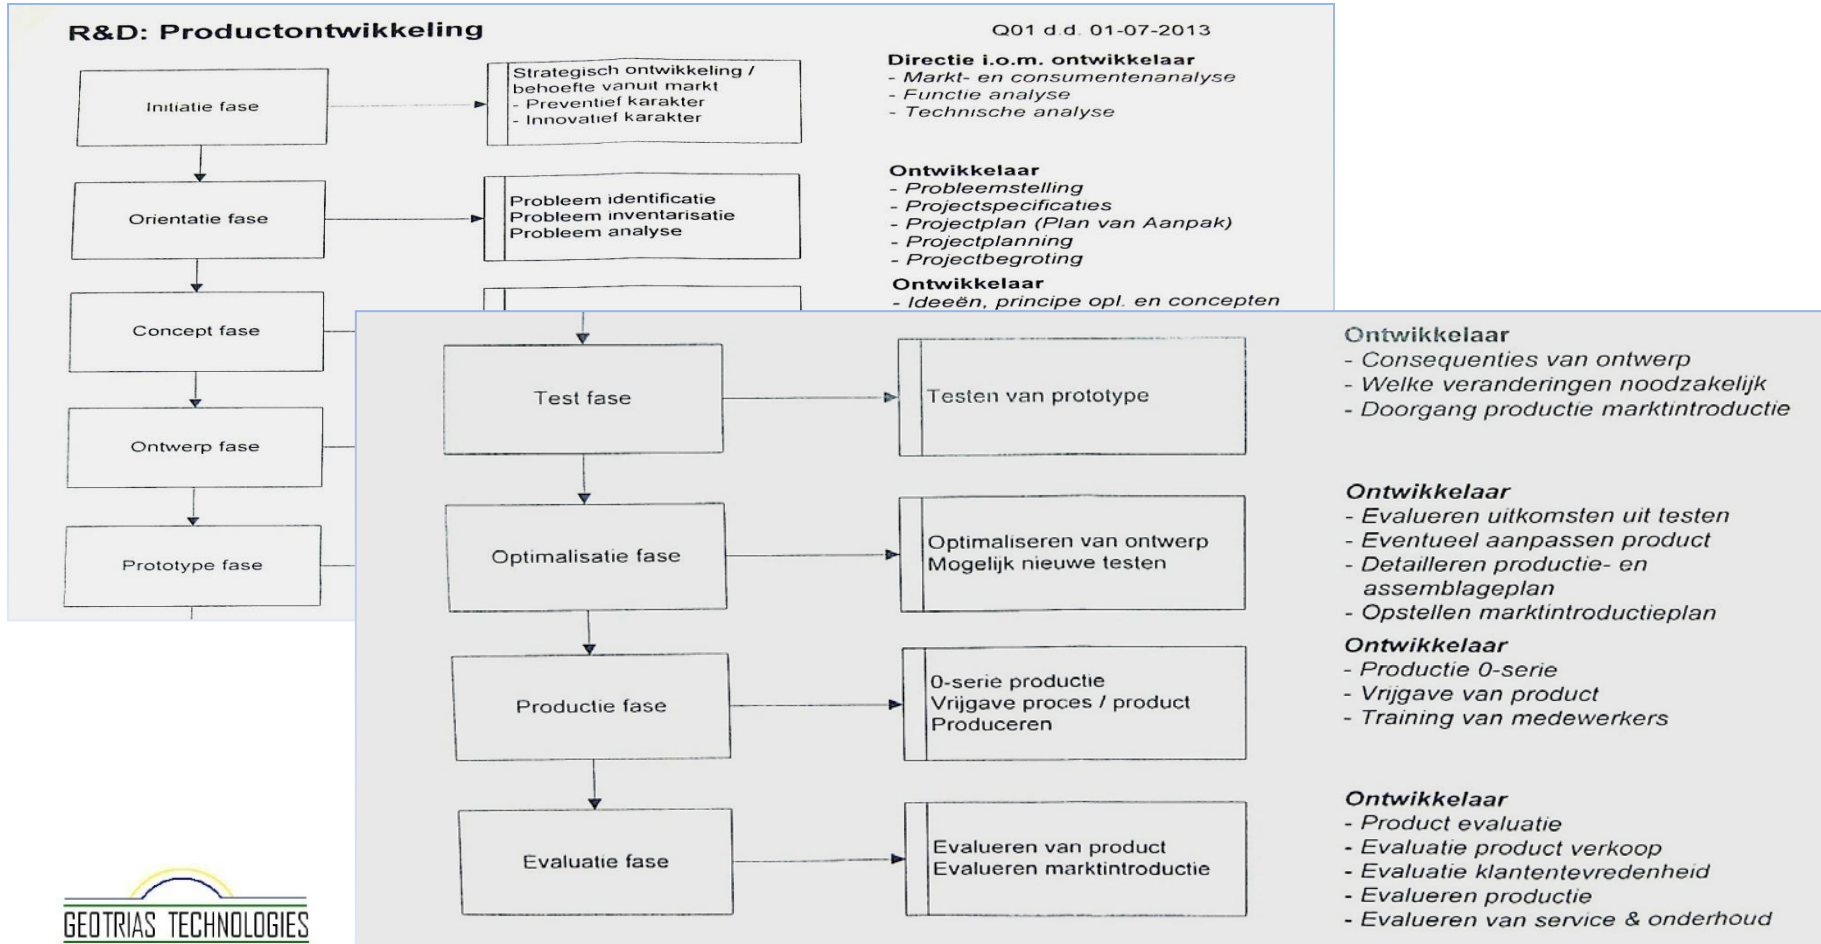 R&D: Productontwikkeling
Q01 d.d. 01-07-2013
Initiatie fase
Strategisch ontwikkeling /
behoefte vanuit markt
- Preventief karakter
- Innovatief karakter
Directie i.o.m. ontwikkelaar
- Markt- en consumentenanalyse
- Functie analyse
- Technische analyse
Orientatie fase
Probleem identificatie
Probleem inventarisatie
Probleem analyse
Ontwikkelaar
- Probleemstelling
- Projectspecificaties
- Projectplan (Plan van Aanpak)
- Projectplanning
- Projectbegroting
Concept fase
Ontwikkelaar
- Ideeën, principe opl. en concepten
Ontwerp fase
Prototype fase
Test fase
Testen van prototype
Ontwikkelaar
- Consequenties van ontwerp
- Welke veranderingen noodzakelijk
- Doorgang productie marktintroductie
Optimalisatie fase
Optimaliseren van ontwerp
Mogelijk nieuwe testen
Ontwikkelaar
- Evalueren uitkomsten uit testen
- Eventueel aanpassen product
- Detailleren productie- en
assemblageplan
- Opstellen marktintroductieplan
Productie fase
0-serie productie
Vrijgave proces / product
Produceren
Ontwikkelaar
- Productie 0-serie
- Vrijgave van product
- Training van medewerkers
Evaluatie fase
Evalueren van product
Evalueren marktintroductie
Ontwikkelaar
- Product evaluatie
- Evaluatie product verkoop
- Evaluatie klantentevredenheid
- Evalueren productie
- Evalueren van service & onderhoud
GEOTRIAS TECHNOLOGIES